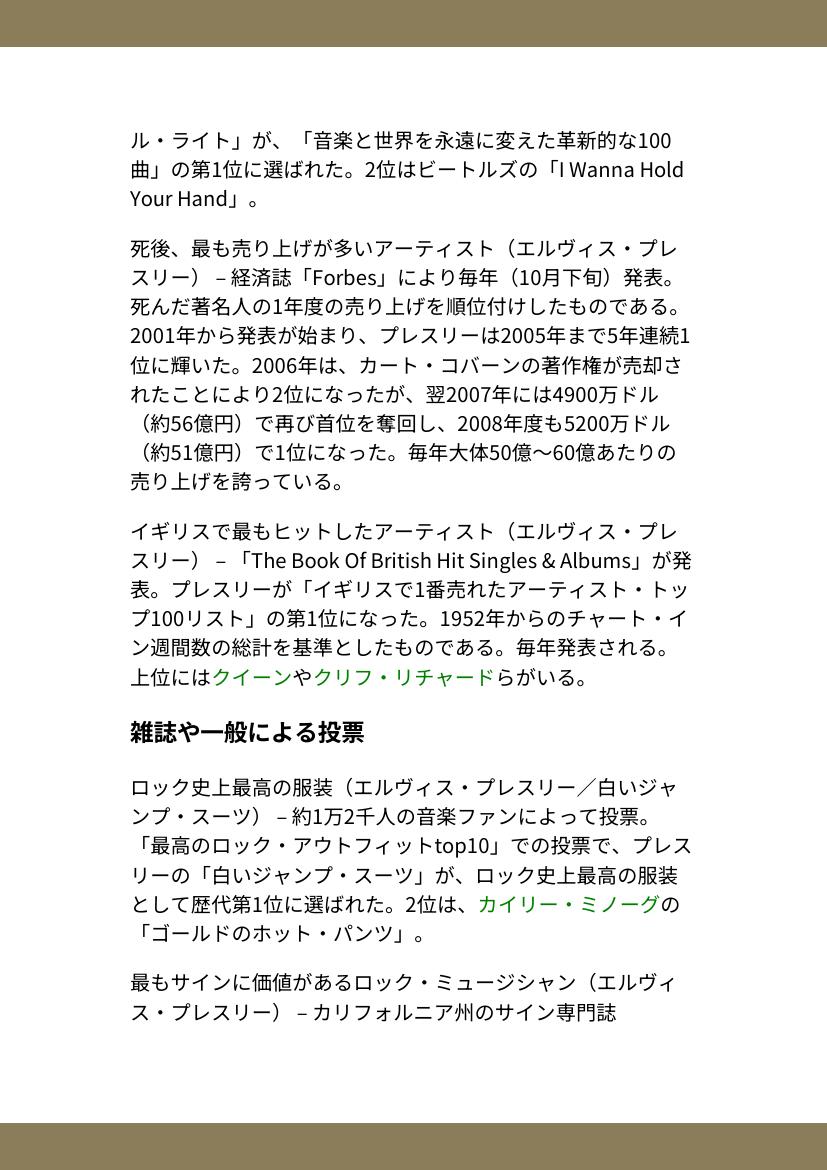 ル・ライト」が、「音楽と世界を永遠に変えた革新的な100
曲」の第1位に選ばれた。2位はビートルズの「I Wanna Hold
Your Hand」。
死後、最も売り上げが多いアーティスト（エルヴィス・プレ
スリー） – 経済誌「Forbes」により毎年（10月下旬）発表。
死んだ著名人の1年度の売り上げを順位付けしたものである。
2001年から発表が始まり、プレスリーは2005年まで5年連続1
位に輝いた。2006年は、カート・コバーンの著作権が売却さ
れたことにより2位になったが、翌2007年には4900万ドル
（約56億円）で再び首位を奪回し、2008年度も5200万ドル
（約51億円）で1位になった。毎年大体50億〜60億あたりの
売り上げを誇っている。
イギリスで最もヒットしたアーティスト（エルヴィス・プレ
スリー） – 「The Book Of British Hit Singles & Albums」が発
表。プレスリーが「イギリスで1番売れたアーティスト・トッ
プ100リスト」の第1位になった。1952年からのチャート・イ
ン週間数の総計を基準としたものである。毎年発表される。
上位にはクイーンやクリフ・リチャードらがいる。
雑誌や一般による投票
ロック史上最高の服装（エルヴィス・プレスリー／白いジャ
ンプ・スーツ） – 約1万2千人の音楽ファンによって投票。
「最高のロック・アウトフィットtop10」での投票で、プレス
リーの「白いジャンプ・スーツ」が、ロック史上最高の服装
として歴代第1位に選ばれた。2位は、カイリー・ミノーグの
「ゴールドのホット・パンツ」。
最もサインに価値があるロック・ミュージシャン（エルヴィ
ス・プレスリー） – カリフォルニア州のサイン専門誌